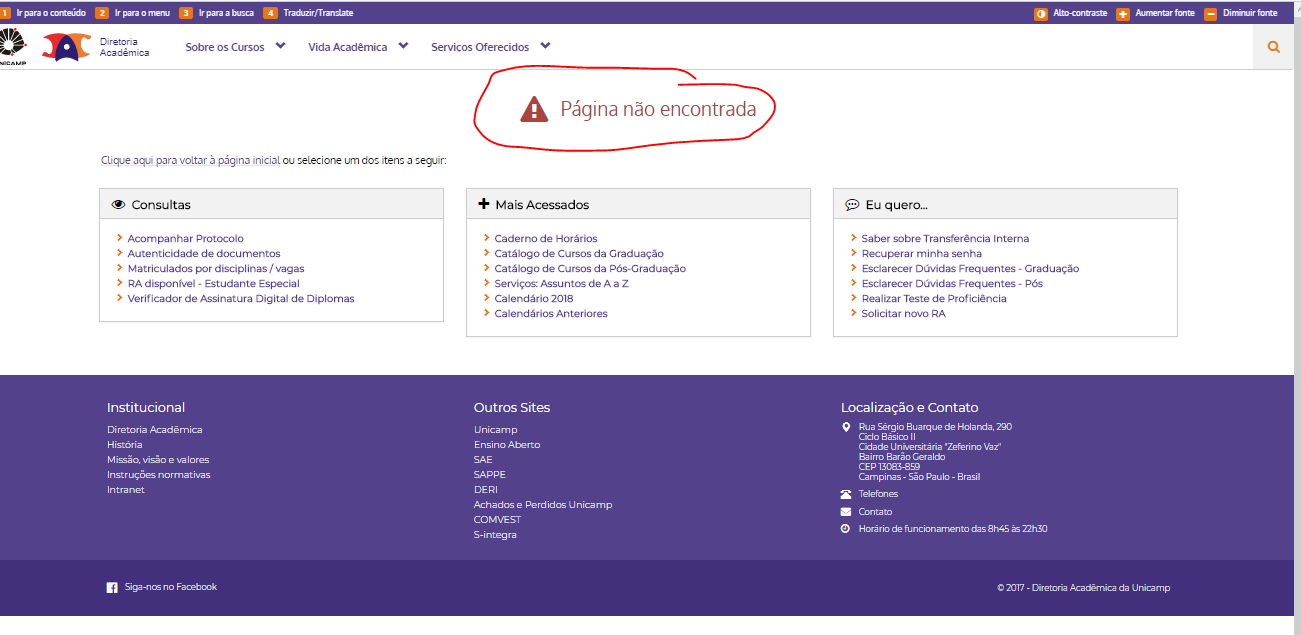 1 Ir para o conteúdo 2 Ir para o menu 3 Ir para a busca 4 Traduzir/Translate
Alto-contraste Aumentar fonte Diminuir fonte
Diretoria
Acadêmica
Sobre os Cursos Vida Acadêmica Serviços Oferecidos
Página não encontrada
Clique aqui para voltar à página inicial ou selecione um dos itens a seguir:
Consultas
Acompanhar Protocolo
Autenticidade de documentos
Matriculados por disciplinas / vagas
RA disponível - Estudante Especial
Verificador de Assinatura Digital de Diplomas
Mais Acessados
Caderno de Horários
Catálogo de Cursos da Graduação
Catálogo de Cursos da Pós-Graduação
Serviços: Assuntos de A a Z
Calendário 2018
Calendários Anteriores
Eu quero...
Saber sobre Transferência Interna
Recuperar minha senha
Esclarecer Dúvidas Frequentes - Graduação
Esclarecer Dúvidas Frequentes - Pós
Realizar Teste de Proficiência
Solicitar novo RA
Institucional
Diretoria Acadêmica
História
Missão, visão e valores
Instruções normativas
Intranet
Outros Sites
Unicamp
Ensino Aberto
SAE
SAPPE
DERI
Achados e Perdidos Unicamp
COMVEST
S-integra
Localização e Contato
Rua Sérgio Buarque de Holanda, 290
Ciclo Básico II
Cidade Universitária "Zeferino Vaz"
Bairro Barão Geraldo
CEP 13083-859
Campinas - São Paulo - Brasil
Telefones
Contato
Horário de funcionamento das 8h45 às 22h30
Siga-nos no Facebook
© 2017 - Diretoria Acadêmica da Unicamp